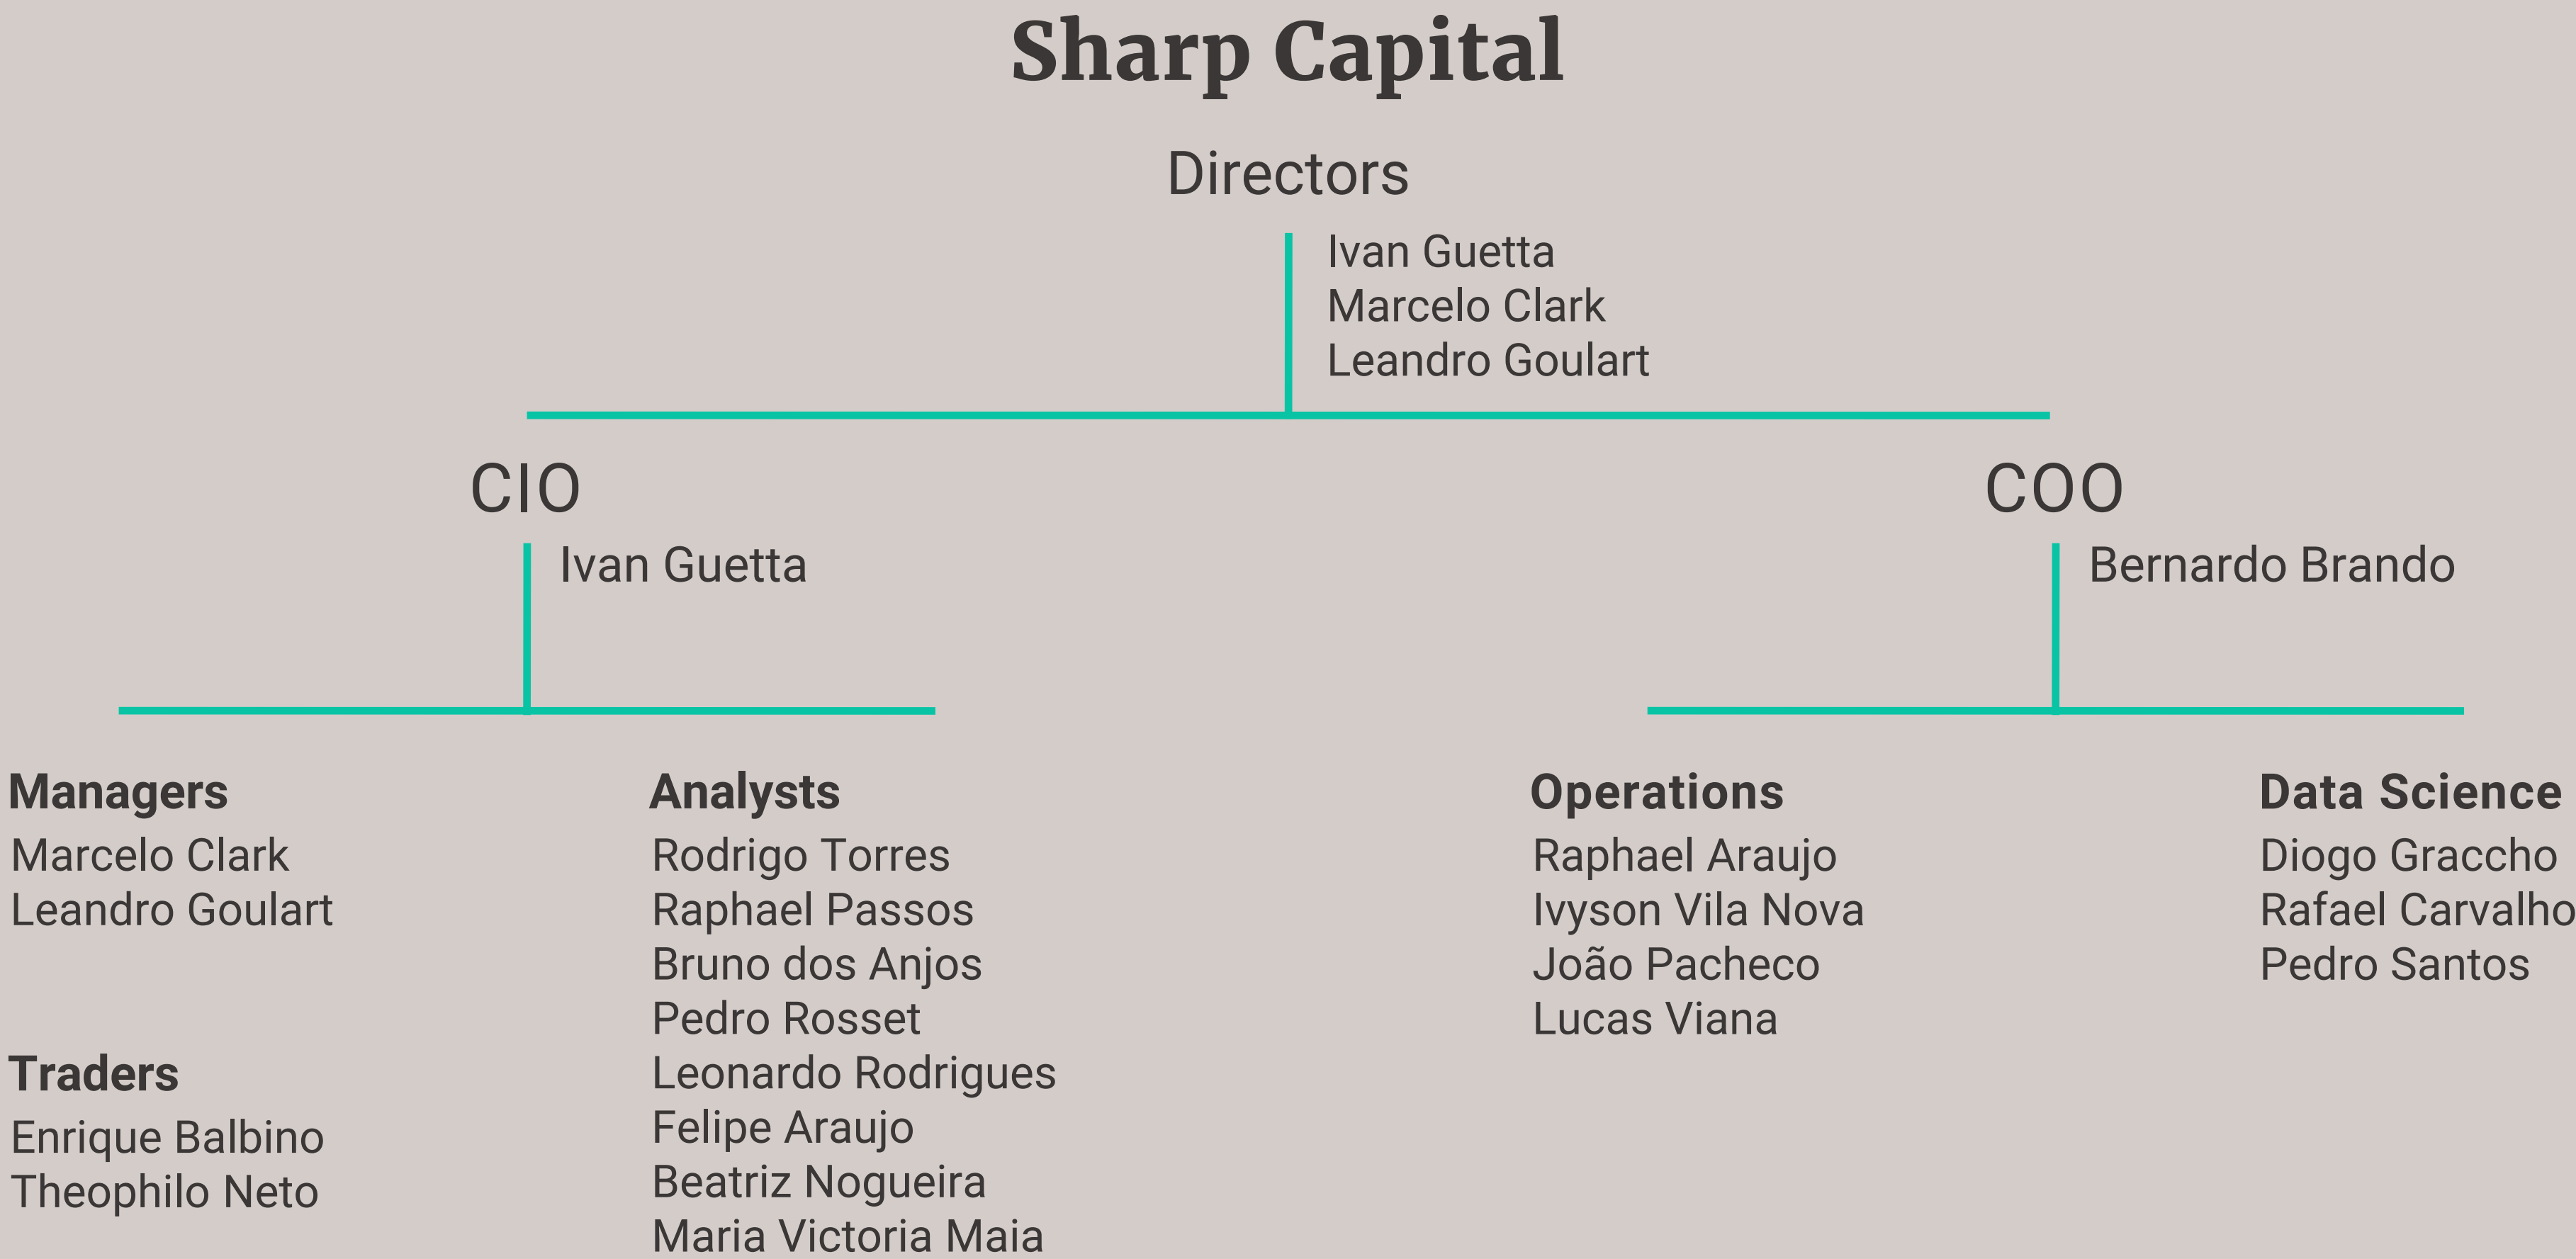 Sharp Capital
Directors
Ivan Guetta
Marcelo Clark
Leandro Goulart
CIO
Ivan Guetta
COO
Bernardo Brando
Managers
Marcelo Clark
Leandro Goulart
Traders
Enrique Balbino
Theophilo Neto
Analysts
Rodrigo Torres
Raphael Passos
Bruno dos Anjos
Pedro Rosset
Leonardo Rodrigues
Felipe Araujo
Beatriz Nogueira
Maria Victoria Maia
Operations
Raphael Araujo
Ivyson Vila Nova
João Pacheco
Lucas Viana
Data Science
Diogo Graccho
Rafael Carvalho
Pedro Santos